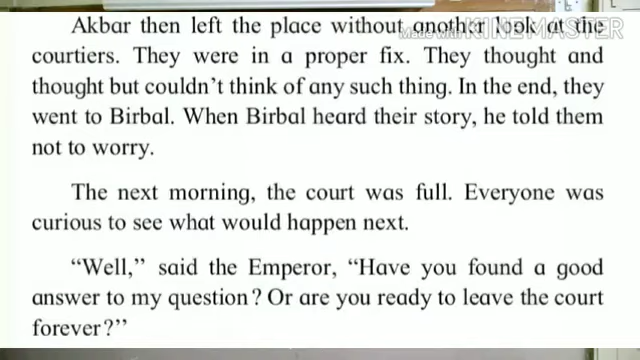 Akbar then left the place without another look at the
Made with KINEMASTER
courtiers. They were in a proper fix. They thought and
thought but couldn't think of any such thing. In the end, they
went to Birbal. When Birbal heard their story, he told them
not to worry.
The next morning, the court was full. Everyone was
curious to see what would happen next.
“Well,” said the Emperor, “Have you found a good
answer to my question? Or are you ready to leave the court
forever?”